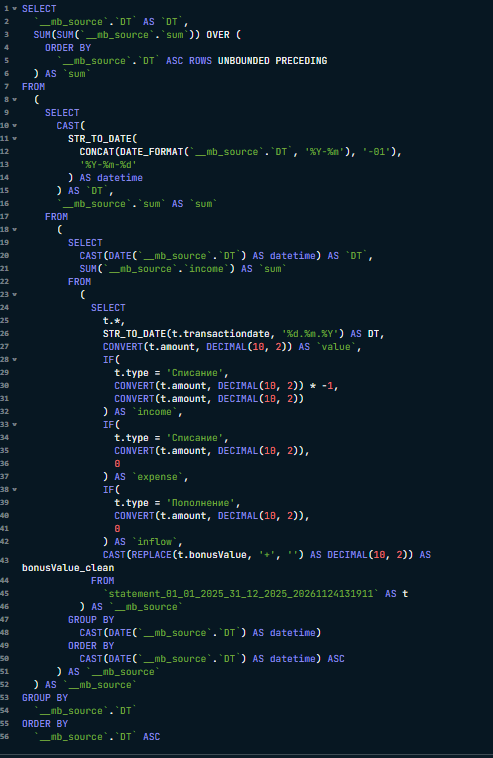 1 SELECT
2 `__mb_source`.`DT` AS `DT`,
3 SUM(SUM(`__mb_source`.`sum`)) OVER (
4 ORDER BY
5 `__mb_source`.`DT` ASC ROWS UNBOUNDED PRECEDING
6 ) AS `sum`
7 FROM
8 (
9 SELECT
10 CAST(
11 STR_TO_DATE(
12 CONCAT(DATE_FORMAT(`__mb_source`.`DT`, '%Y-%m'), '-01'),
13 '%Y-%m-%d'
14 ) AS datetime
15 ) AS `DT`,
16 `__mb_source`.`sum` AS `sum`
17 FROM
18 (
19 SELECT
20 CAST(DATE(`__mb_source`.`DT`) AS datetime) AS `DT`,
21 SUM(`__mb_source`.`income`) AS `sum`
22 FROM
23 (
24 SELECT
25 t.*,
26 STR_TO_DATE(t.transactiondate, '%d.%m.%Y') AS DT,
27 CONVERT(t.amount, DECIMAL(10, 2)) AS `value`,
28 IF(
29 t.type = 'Списание',
30 CONVERT(t.amount, DECIMAL(10, 2)) * -1,
31 CONVERT(t.amount, DECIMAL(10, 2))
32 ) AS `income`,
33 IF(
34 t.type = 'Списание',
35 CONVERT(t.amount, DECIMAL(10, 2)),
36 0
37 ) AS `expense`,
38 IF(
39 t.type = 'Пополнение',
40 CONVERT(t.amount, DECIMAL(10, 2)),
41 0
42 ) AS `inflow`,
43 CAST(REPLACE(t.bonusValue, '+', '') AS DECIMAL(10, 2)) AS
bonusValue_clean
44 FROM
45 `statement_01_01_2025_31_12_2025_20261124131911` AS t
46 ) AS `__mb_source`
47 GROUP BY
48 CAST(DATE(`__mb_source`.`DT`) AS datetime)
49 ORDER BY
50 CAST(DATE(`__mb_source`.`DT`) AS datetime) ASC
51 ) AS `__mb_source`
52 ) AS `__mb_source`
53 GROUP BY
54 `__mb_source`.`DT`
55 ORDER BY
56 `__mb_source`.`DT` ASC